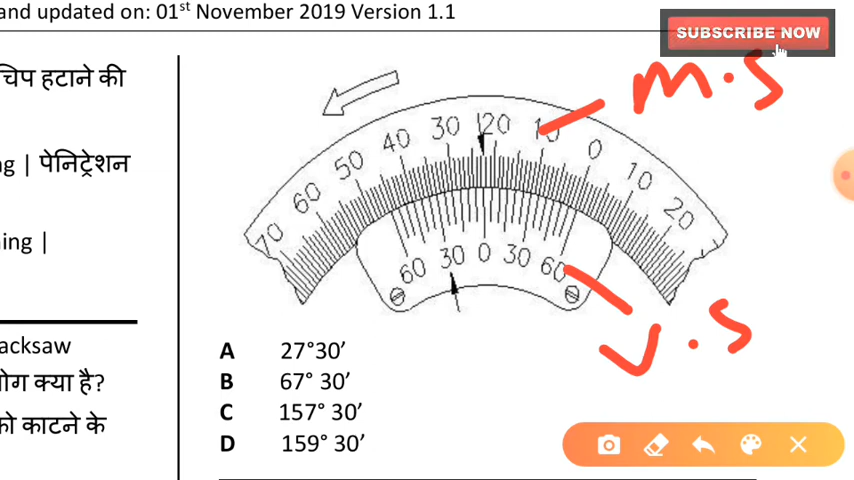 and updated on: 01st November 2019 Version 1.1
SUBSCRIBE NOW
चिप हटाने की
M.S
ng | पेनिट्रेशन
ning |
70 60 50 40 30 20 10 0 10 20
60 30 0 30 60
V.S
acksaw
A 27°30’
B 67° 30’
C 157° 30’
D 159° 30’
योग क्या है?
को काटने के